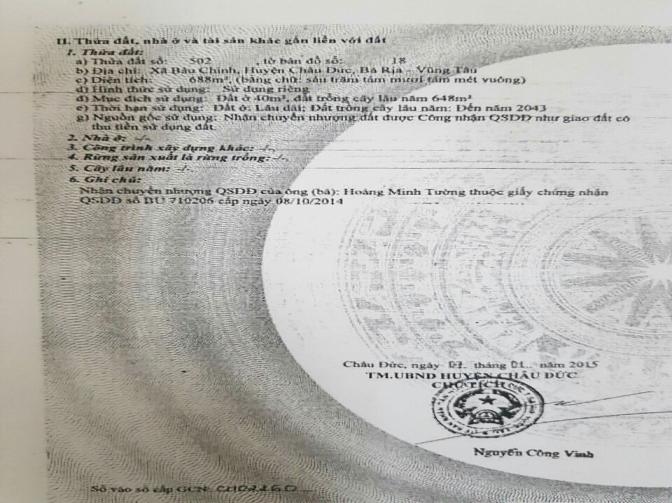 II. Thửa đất, nhà ở và tài sản khác gắn liền với đất
1. Thửa đất:
a) Thửa đất số: 502 , tờ bản đồ số: 18
b) Địa chỉ: Xã Bàu Chinh, Huyện Châu Đức, Bà Rịa – Vũng Tàu
c) Diện tích: 688m², (bằng chữ: sáu trăm tám mươi tám mét vuông)
d) Hình thức sử dụng: Sử dụng riêng
đ) Mục đích sử dụng: Đất ở 40m², đất trồng cây lâu năm 648m²
e) Thời hạn sử dụng: Đất ở: Lâu dài; Đất trồng cây lâu năm: Đến năm 2043
g) Nguồn gốc sử dụng: Nhận chuyển nhượng đất được Công nhận QSDĐ như giao đất có
thu tiền sử dụng đất.
2. Nhà ở: -/-.
3. Công trình xây dựng khác: -/-.
4. Rừng sản xuất là rừng trồng: -/-.
5. Cây lâu năm: -/-.
6. Ghi chú:
Nhận chuyển nhượng QSDĐ của ông (bà): Hoàng Minh Tường thuộc giấy chứng nhận
QSDĐ số BU 710206 cấp ngày 08/10/2014
Châu Đức, ngày tháng 01.. năm 2015
TM.UBND HUYỆN CHÂU ĐỨC
CHỦ TỊCH
Nguyễn Công Vinh
Số vào sổ cấp GCN: